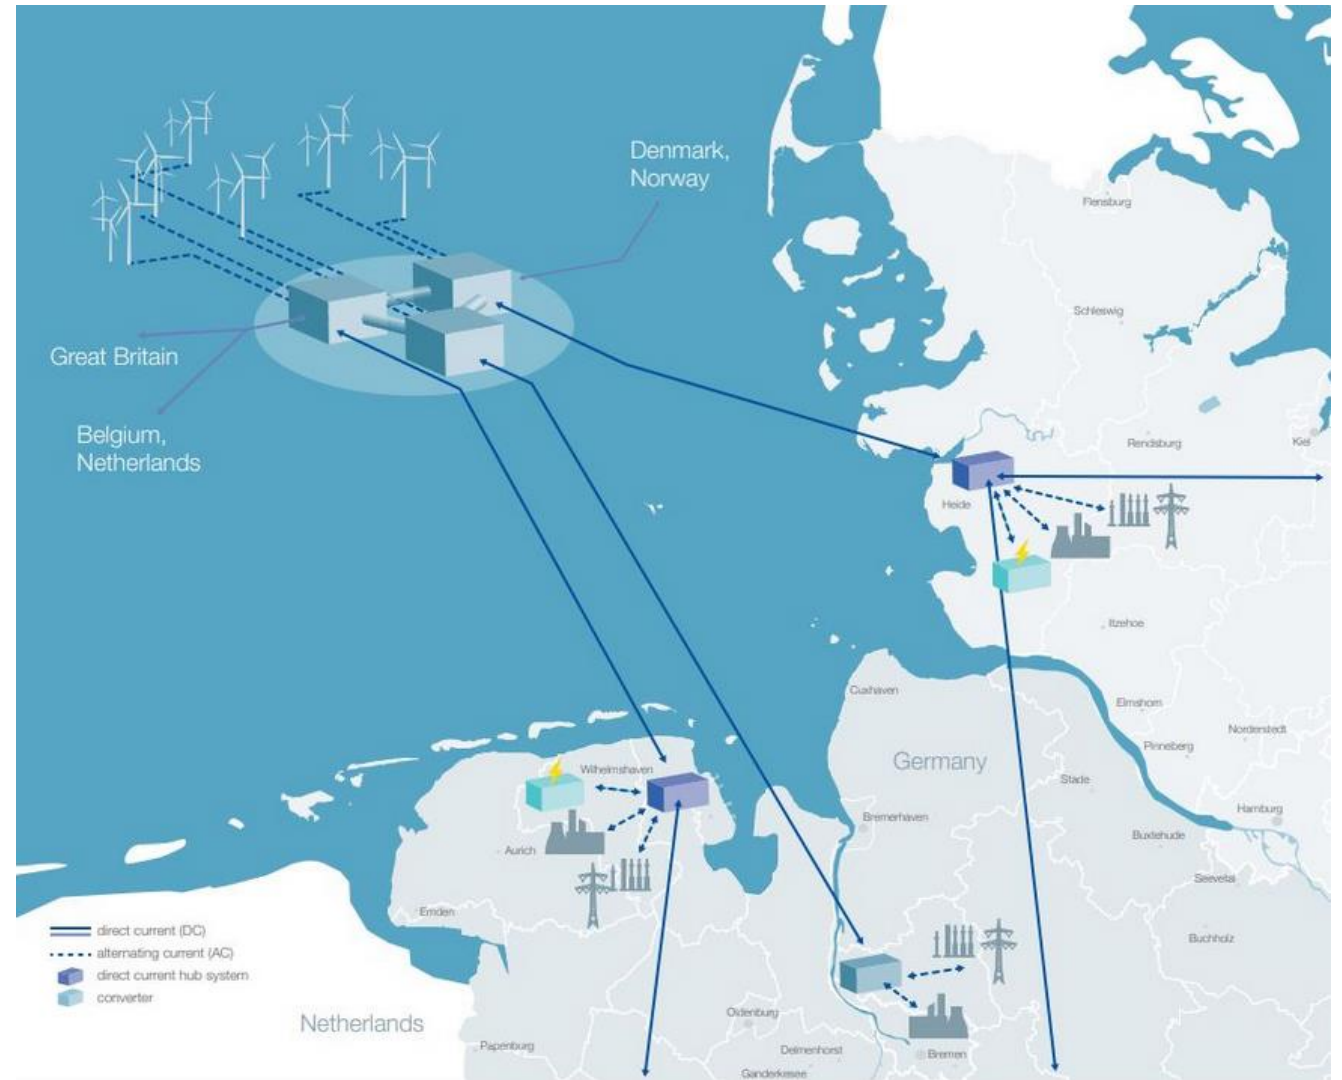 Denmark,
Norway
Flensburg
Schleswig
Great Britain
Belgium,
Netherlands
Rendsburg
Kiel
Heide
Itzehoe
Cuxhaven
Elmshorn
Norderstedt
Pinneberg
Germany
Wilhelmshaven
Stade
Hamburg
Bremerhaven
Buxtehude
Aurich
Seevetal
Emden
Buchholz
direct current (DC)
alternating current (AC)
direct current hub system
converter
Netherlands
Oldenburg
Papenburg
Delmenhorst
Bremen
Ganderkesee